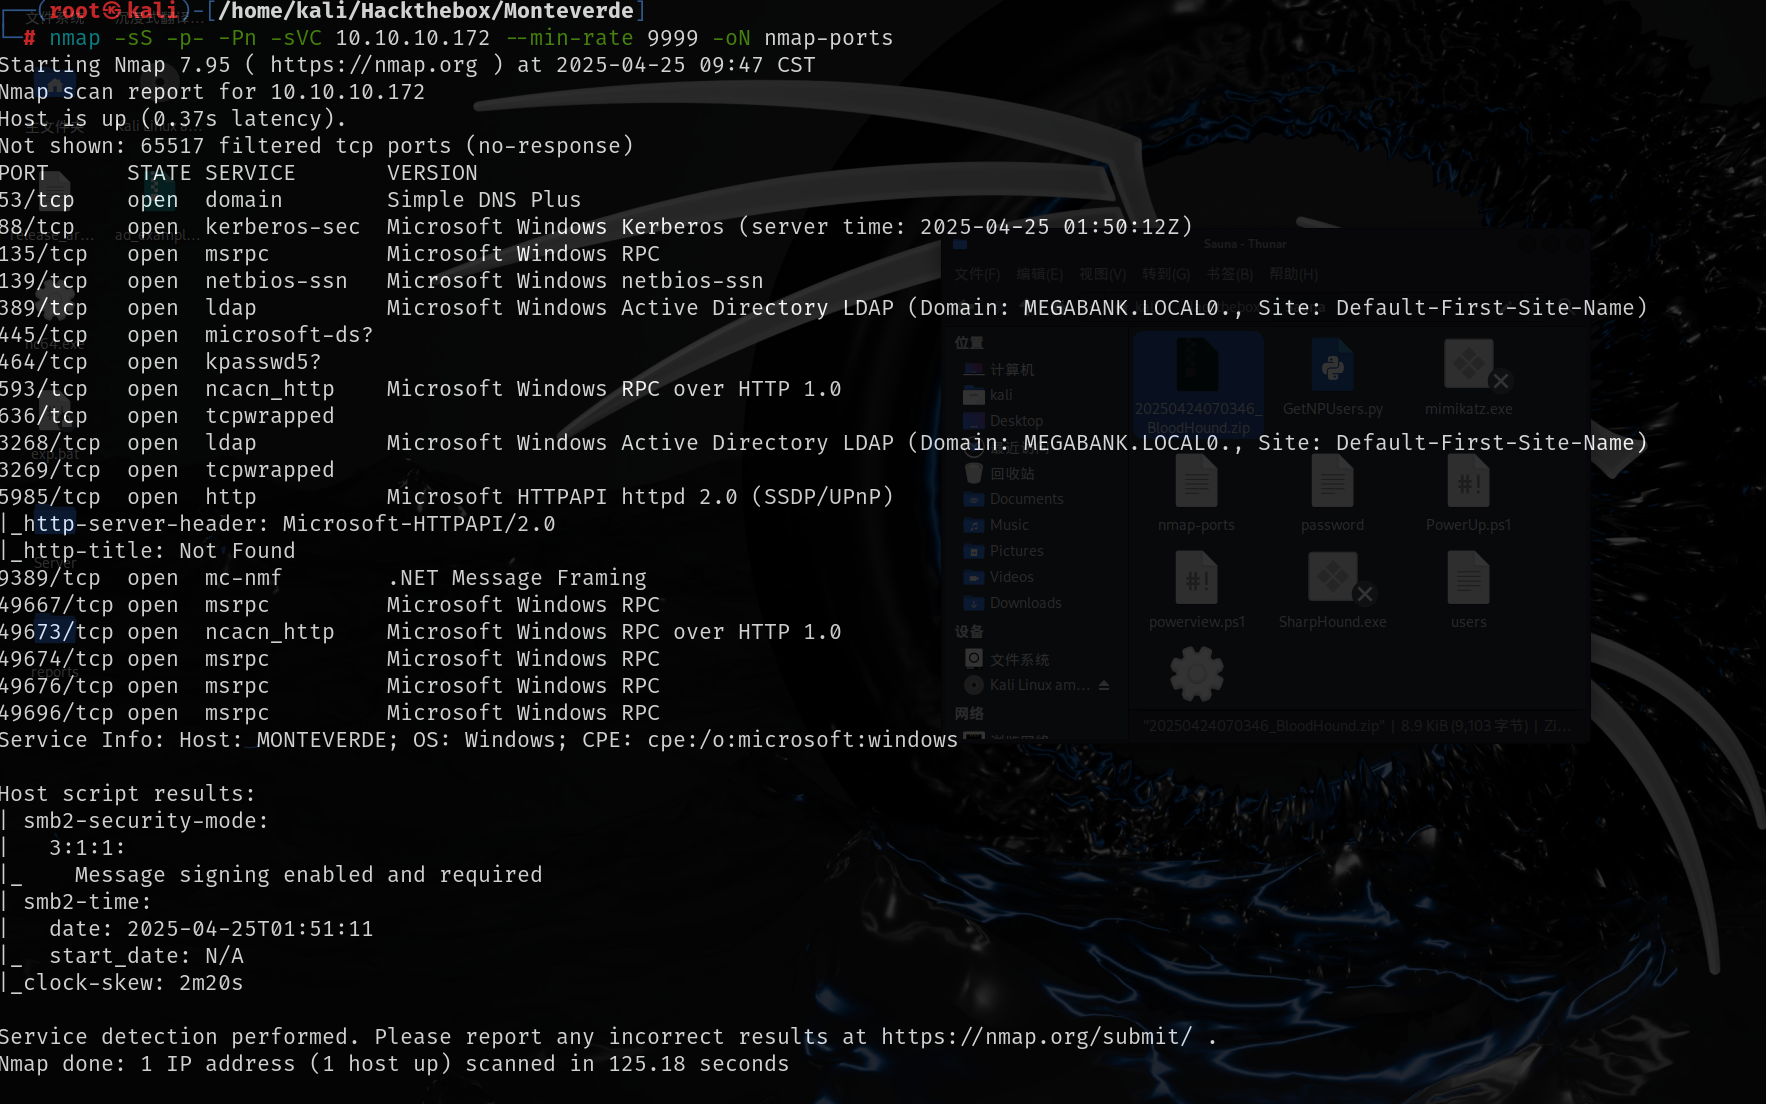 ┌──(root㉿kali)-[/home/kali/Hackthebox/Monteverde]
└─# nmap -sS -p- -Pn -sVC 10.10.10.172 --min-rate 9999 -oN nmap-ports
Starting Nmap 7.95 ( https://nmap.org ) at 2025-04-25 09:47 CST
Nmap scan report for 10.10.10.172
Host is up (0.37s latency).
Not shown: 65517 filtered tcp ports (no-response)
PORT      STATE SERVICE       VERSION
53/tcp    open  domain        Simple DNS Plus
88/tcp    open  kerberos-sec  Microsoft Windows Kerberos (server time: 2025-04-25 01:50:12Z)
135/tcp   open  msrpc         Microsoft Windows RPC
139/tcp   open  netbios-ssn   Microsoft Windows netbios-ssn
389/tcp   open  ldap          Microsoft Windows Active Directory LDAP (Domain: MEGABANK.LOCAL0., Site: Default-First-Site-Name)
445/tcp   open  microsoft-ds?
464/tcp   open  kpasswd5?
593/tcp   open  ncacn_http    Microsoft Windows RPC over HTTP 1.0
636/tcp   open  tcpwrapped
3268/tcp  open  ldap          Microsoft Windows Active Directory LDAP (Domain: MEGABANK.LOCAL0., Site: Default-First-Site-Name)
3269/tcp  open  tcpwrapped
5985/tcp  open  http          Microsoft HTTPAPI httpd 2.0 (SSDP/UPnP)
|_http-server-header: Microsoft-HTTPAPI/2.0
|_http-title: Not Found
9389/tcp  open  mc-nmf        .NET Message Framing
49667/tcp open  msrpc         Microsoft Windows RPC
49673/tcp open  ncacn_http    Microsoft Windows RPC over HTTP 1.0
49674/tcp open  msrpc         Microsoft Windows RPC
49676/tcp open  msrpc         Microsoft Windows RPC
49696/tcp open  msrpc         Microsoft Windows RPC
Service Info: Host: MONTEVERDE; OS: Windows; CPE: cpe:/o:microsoft:windows
Host script results:
| smb2-security-mode:
|   3:1:1:
|_    Message signing enabled and required
| smb2-time:
|   date: 2025-04-25T01:51:11
|_  start_date: N/A
|_clock-skew: 2m20s
Service detection performed. Please report any incorrect results at https://nmap.org/submit/ .
Nmap done: 1 IP address (1 host up) scanned in 125.18 seconds
Sauna - Thunar
文件(F) 编辑(E) 视图(V) 转到(G) 书签(B) 帮助(H)
位置
计算机
kali
Desktop
回收站
Documents
Music
Pictures
Videos
Downloads
设备
文件系统
Kali Linux am...
网络
20250424070346_
BloodHound.zip
GetNPUsers.py
mimikatz.exe
nmap-ports
password
PowerUp.ps1
powerview.ps1
SharpHound.exe
users
"20250424070346_BloodHound.zip" | 8.9 KiB (9,103 字节) | Zi...
文件系统
主文件夹
exp.bat
Server
reports